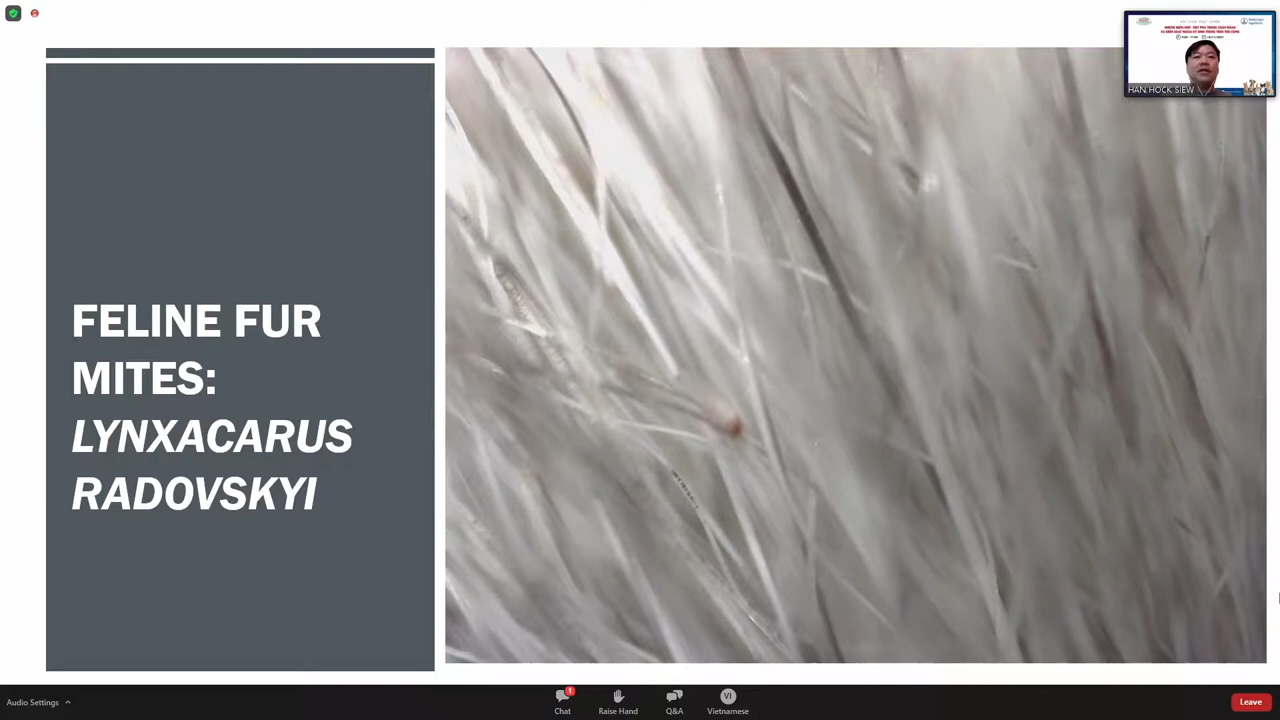 HAN HOCK SIEW
FELINE FUR
MITES:
LYNXACARUS
RADOVSKYI
Audio Settings
1
Chat
Raise Hand
Q&A
VI
Vietnamese
Leave